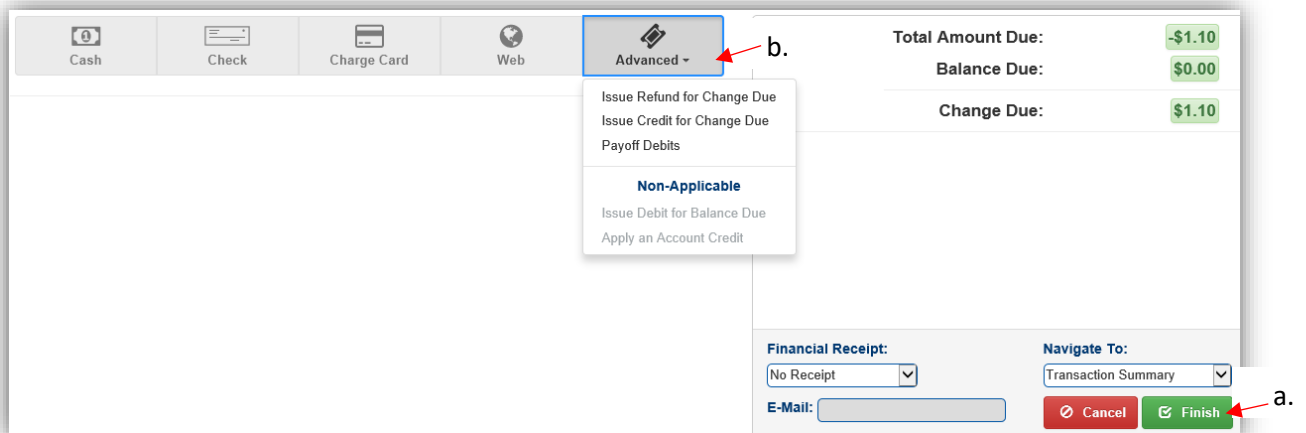 Cash
Check
Charge Card
Web
Advanced
b.
Issue Refund for Change Due
Issue Credit for Change Due
Payoff Debits
Non-Applicable
Issue Debit for Balance Due
Apply an Account Credit
Total Amount Due: -$1.10
Balance Due: $0.00
Change Due: $1.10
Financial Receipt:
No Receipt
E-Mail:
Navigate To:
Transaction Summary
Cancel
Finish
a.